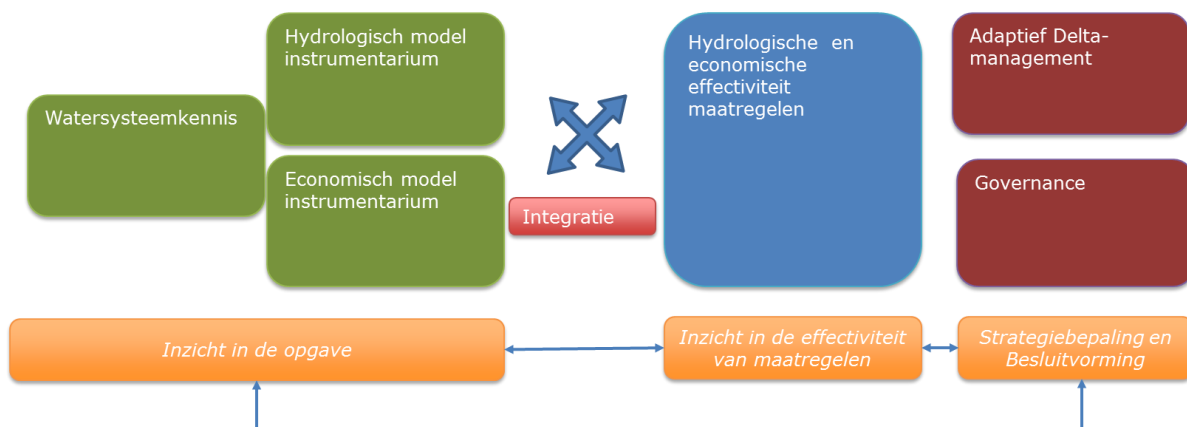 Hydrologisch model
instrumentarium
Watersysteemkennis
Economisch model
instrumentarium
Integratie
Hydrologische en
economische
effectiviteit
maatregelen
Adaptief Delta-
management
Governance
Inzicht in de opgave
Inzicht in de effectiviteit
van maatregelen
Strategiebepaling en
Besluitvorming